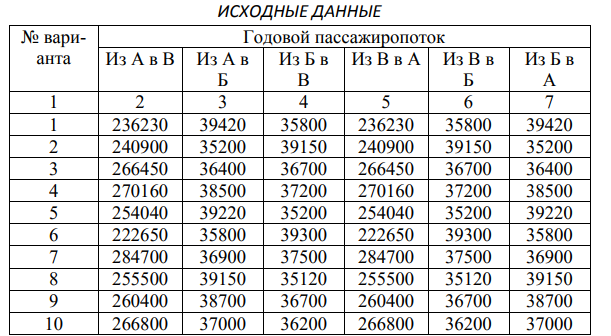 ИСХОДНЫЕ ДАННЫЕ
№ вари-
анта
Годовой пассажиропоток
Из А в В Из А в Б Из Б в В Из В в А Из В в Б Из Б в А
1 2 3 4 5 6 7
1 236230 39420 35800 236230 35800 39420
2 240900 35200 39150 240900 39150 35200
3 266450 36400 36700 266450 36700 36400
4 270160 38500 37200 270160 37200 38500
5 254040 39220 35200 254040 35200 39220
6 222650 35800 39300 222650 39300 35800
7 284700 36900 37500 284700 37500 36900
8 255500 39150 35120 255500 35120 39150
9 260400 38700 36700 260400 36700 38700
10 266800 37000 36200 266800 36200 37000